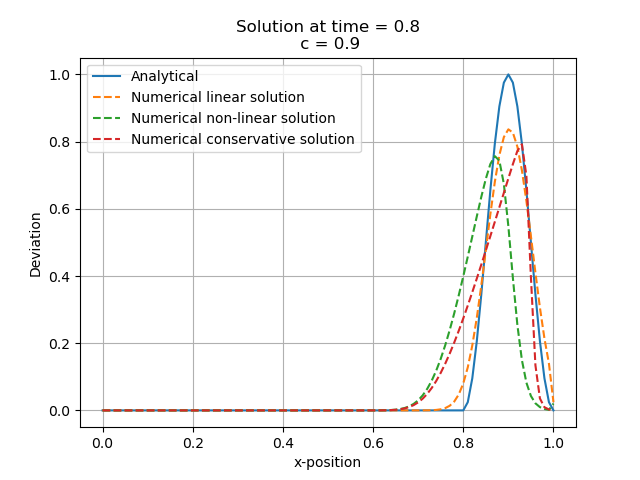 Solution at time = 0.8
c = 0.9
Analytical
Numerical linear solution
Numerical non-linear solution
Numerical conservative solution
Deviation
1.0
0.8
0.6
0.4
0.2
0.0
0.0 0.2 0.4 0.6 0.8 1.0
x-position